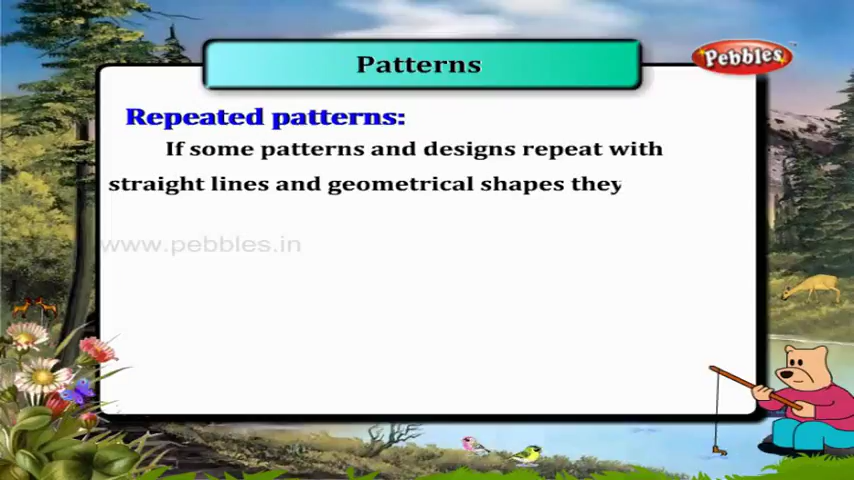 Patterns
Pebbles
Repeated patterns:
If some patterns and designs repeat with
straight lines and geometrical shapes they
www.pebbles.in